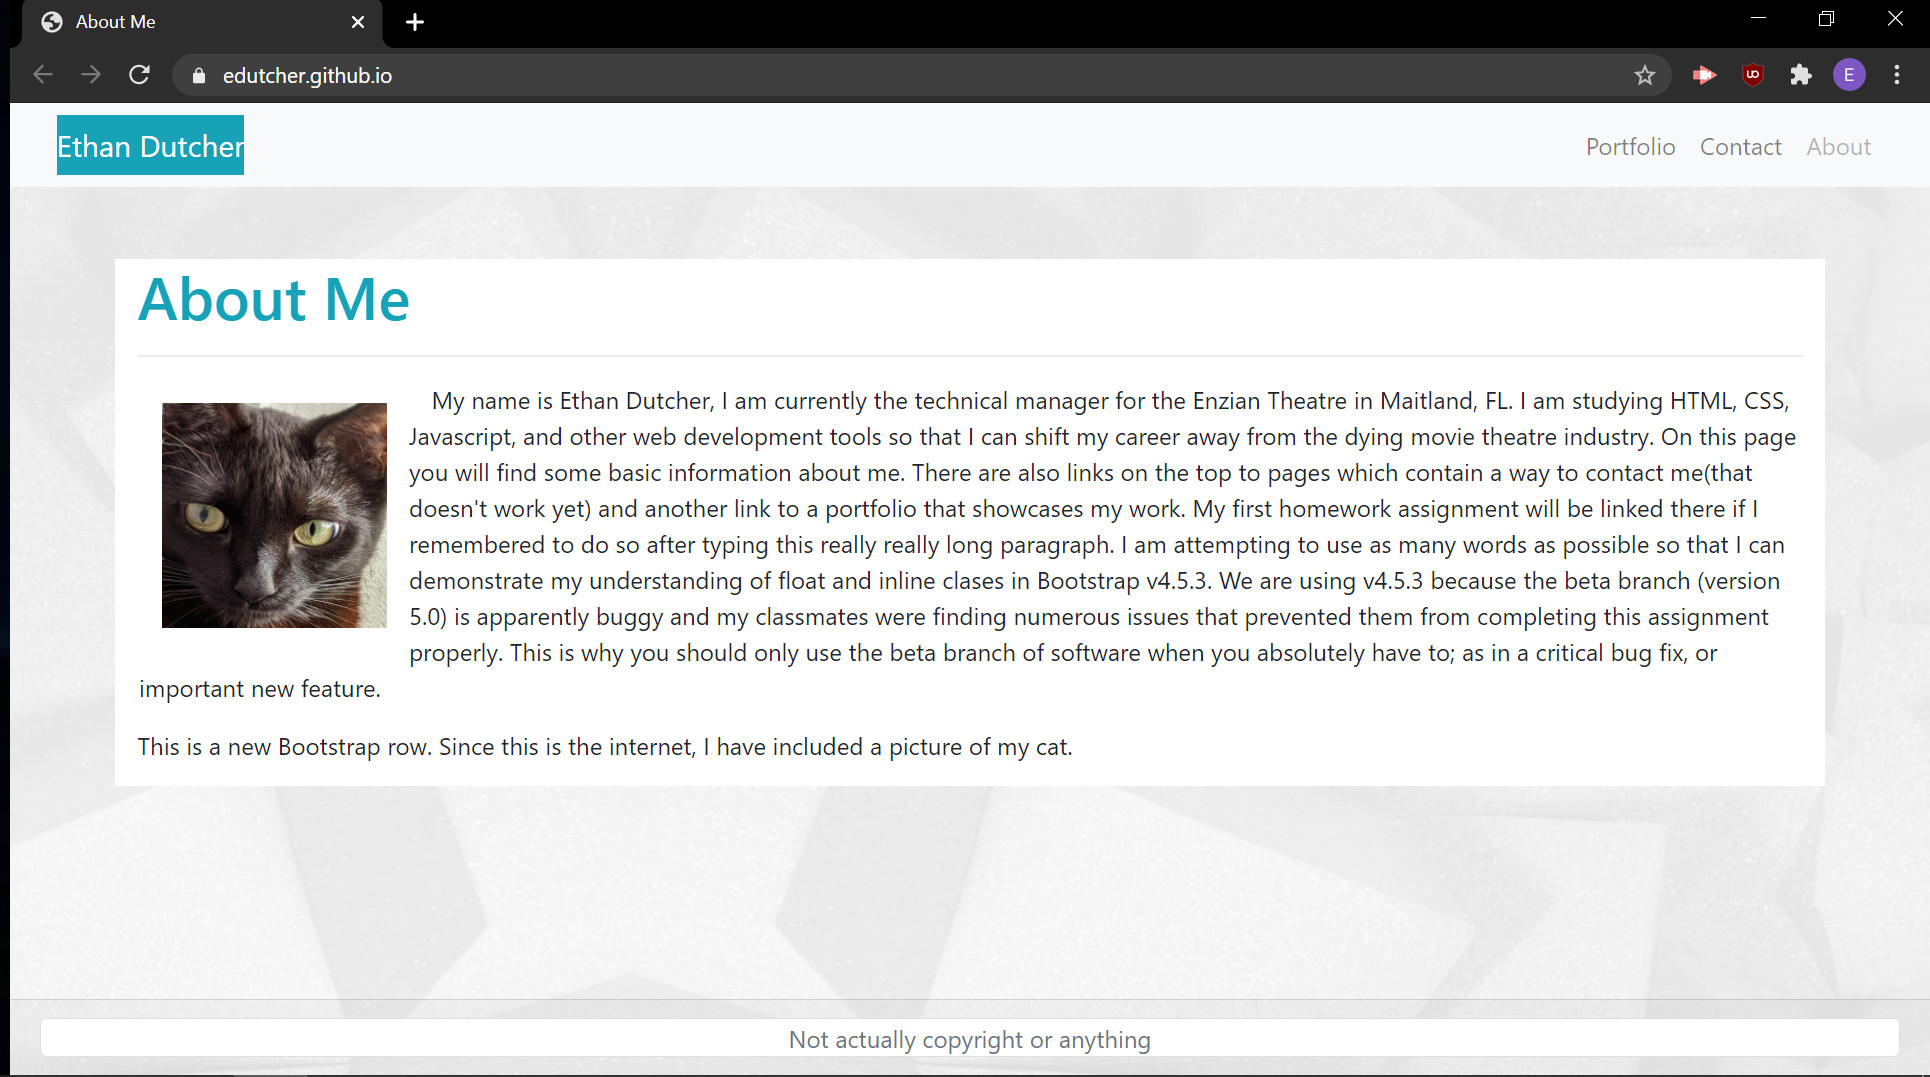 About Me
edutcher.github.io
E
Ethan Dutcher
Portfolio Contact About
About Me
My name is Ethan Dutcher, I am currently the technical manager for the Enzian Theatre in Maitland, FL. I am studying HTML, CSS,
Javascript, and other web development tools so that I can shift my career away from the dying movie theatre industry. On this page
you will find some basic information about me. There are also links on the top to pages which contain a way to contact me(that
doesn't work yet) and another link to a portfolio that showcases my work. My first homework assignment will be linked there if I
remembered to do so after typing this really really long paragraph. I am attempting to use as many words as possible so that I can
demonstrate my understanding of float and inline clases in Bootstrap v4.5.3. We are using v4.5.3 because the beta branch (version
5.0) is apparently buggy and my classmates were finding numerous issues that prevented them from completing this assignment
properly. This is why you should only use the beta branch of software when you absolutely have to; as in a critical bug fix, or
important new feature.
This is a new Bootstrap row. Since this is the internet, I have included a picture of my cat.
Not actually copyright or anything